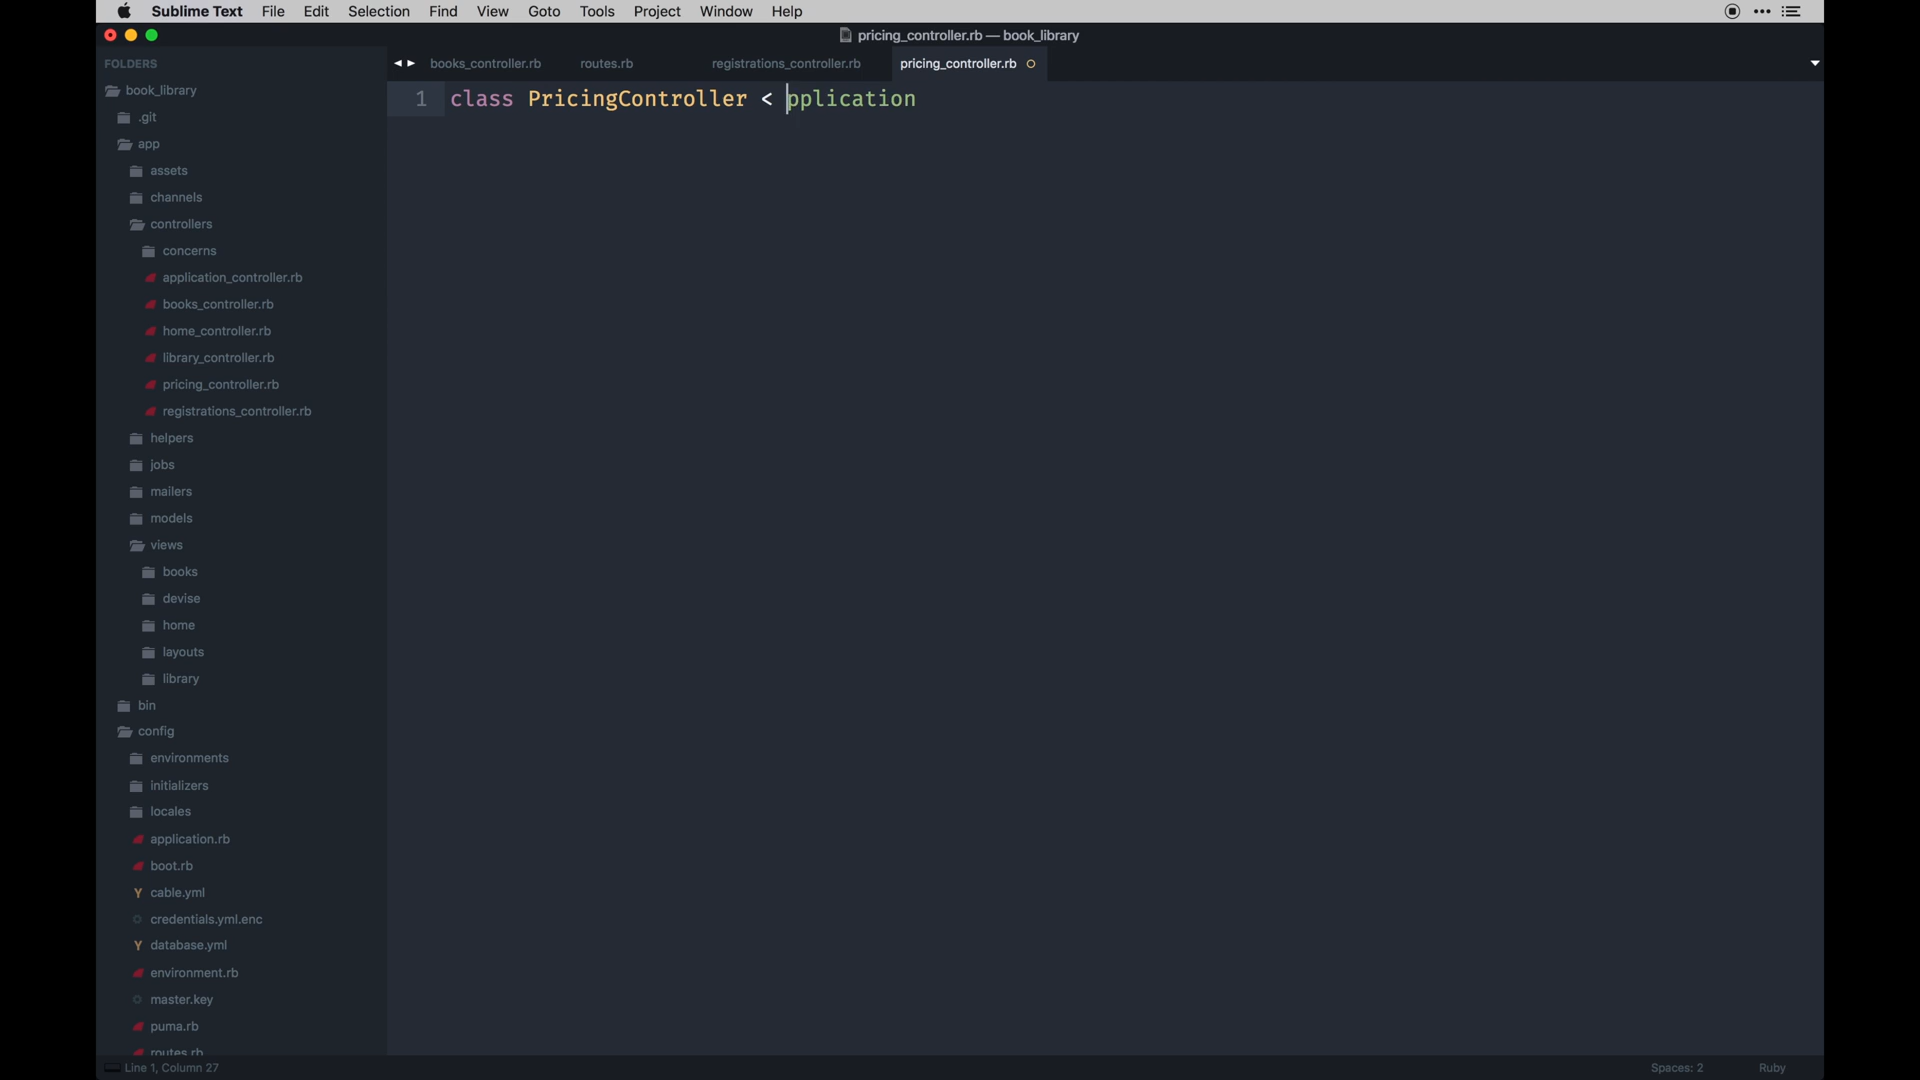 Sublime Text File Edit Selection Find View Goto Tools Project Window Help
pricing_controller.rb — book_library
FOLDERS
books_controller.rb routes.rb registrations_controller.rb pricing_controller.rb
book_library
.git
app
assets
channels
controllers
concerns
application_controller.rb
books_controller.rb
home_controller.rb
library_controller.rb
pricing_controller.rb
registrations_controller.rb
helpers
jobs
mailers
models
views
books
devise
home
layouts
library
bin
config
environments
initializers
locales
application.rb
boot.rb
Y cable.yml
credentials.yml.enc
Y database.yml
environment.rb
master.key
puma.rb
routes.rb
1 class PricingController < pplication
Line 1, Column 27 Spaces: 2 Ruby